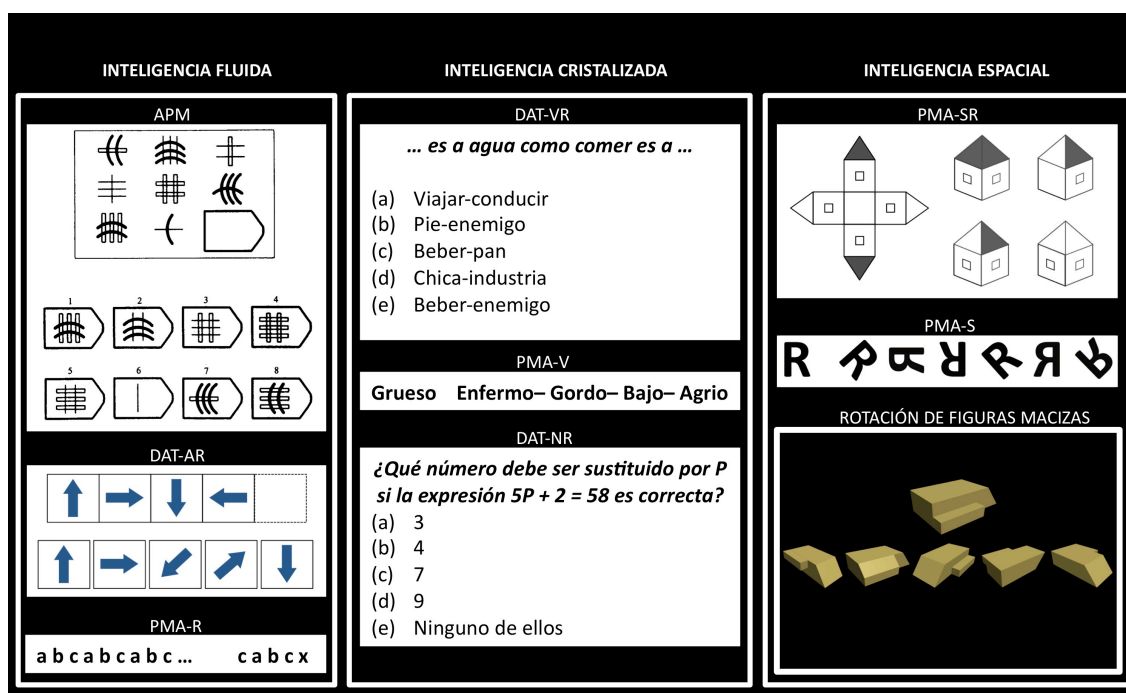 INTELIGENCIA FLUIDA
APM
1 2 3 4
5 6 7 8
DAT-AR
PMA-R
a b c a b c a b c ... c a b c x
INTELIGENCIA CRISTALIZADA
DAT-VR
... es a agua como comer es a ...
(a) Viajar-conducir
(b) Pie-enemigo
(c) Beber-pan
(d) Chica-industria
(e) Beber-enemigo
PMA-V
Grueso Enfermo– Gordo– Bajo– Agrio
DAT-NR
¿Qué número debe ser sustituido por P
si la expresión 5P + 2 = 58 es correcta?
(a) 3
(b) 4
(c) 7
(d) 9
(e) Ninguno de ellos
INTELIGENCIA ESPACIAL
PMA-SR
PMA-S
R R R R R R R
ROTACIÓN DE FIGURAS MACIZAS